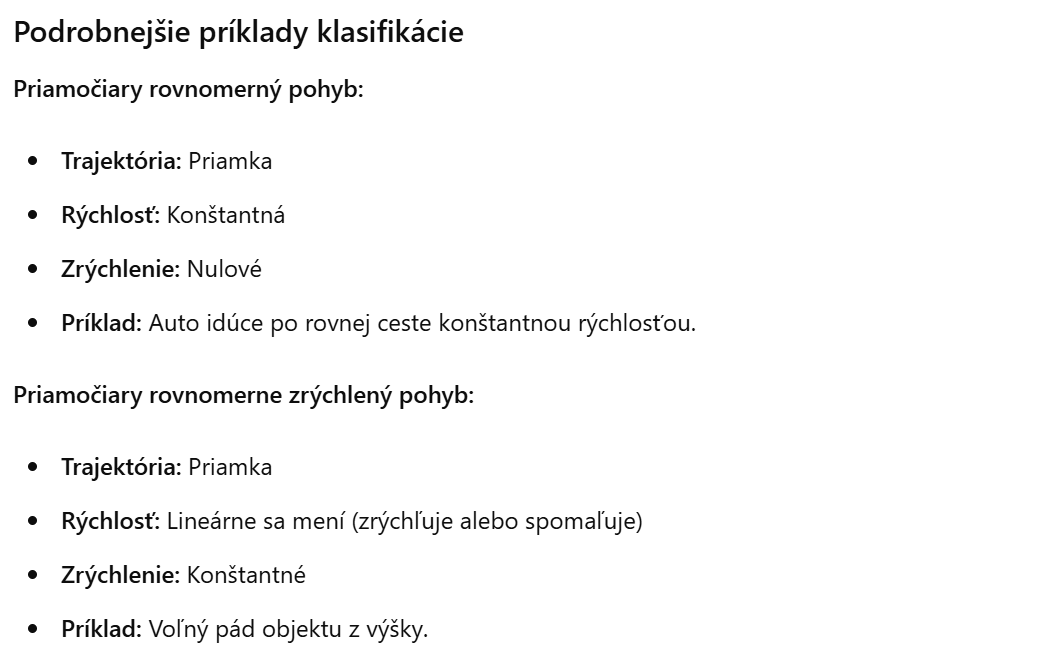 Podrobnejšie príklady klasifikácie
Priamočiary rovnomerný pohyb:
• Trajektória: Priamka
• Rýchlosť: Konštantná
• Zrýchlenie: Nulové
• Príklad: Auto idúce po rovnej ceste konštantnou rýchlosťou.
Priamočiary rovnomerne zrýchlený pohyb:
• Trajektória: Priamka
• Rýchlosť: Lineárne sa mení (zrýchľuje alebo spomaľuje)
• Zrýchlenie: Konštantné
• Príklad: Voľný pád objektu z výšky.